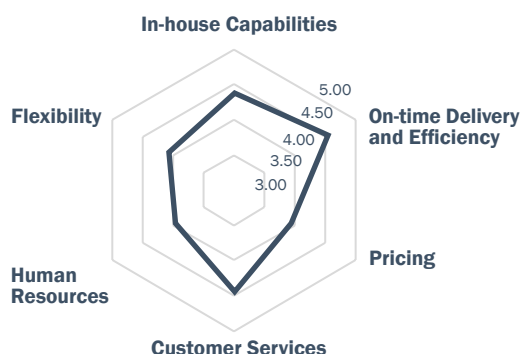 In-house Capabilities
5.00
On-time Delivery
and Efficiency
4.50
Flexibility
4.00
3.50
3.00
Pricing
Human
Resources
Customer Services